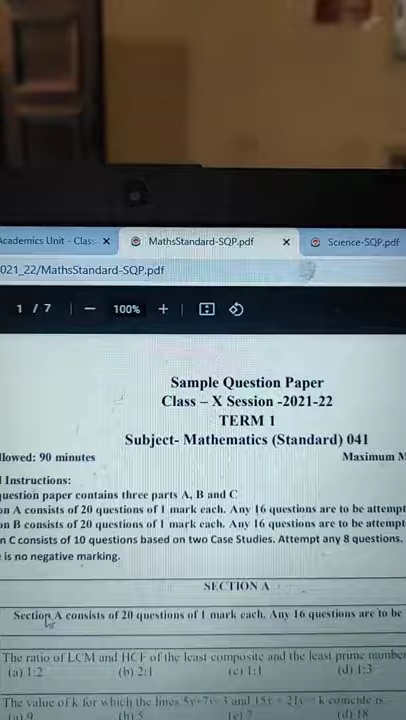 Academics Unit - Class
MathsStandard-SQP.pdf
Science-SQP.pdf
021_22/MathsStandard-SQP.pdf
1 / 7
100%
Sample Question Paper
Class – X Session -2021-22
TERM 1
Subject- Mathematics (Standard) 041
llowed: 90 minutes
Maximum M
l Instructions:
uestion paper contains three parts A, B and C
on A consists of 20 questions of 1 mark each. Any 16 questions are to be attempt
on B consists of 20 questions of 1 mark each. Any 16 questions are to be attempt
n C consists of 10 questions based on two Case Studies. Attempt any 8 questions.
is no negative marking.
SECTION A
Section A consists of 20 questions of 1 mark each. Any 16 questions are to be
The ratio of LCM and HCF of the least composite and the least prime number
(a) 1:2 (b) 2:1 (c) 1:1 (d) 1:3
The value of k for which the lines 5x+7y=3 and 15x + 21y = k coincide is
(a) 9 (b) 5 (c) 7 (d) 18